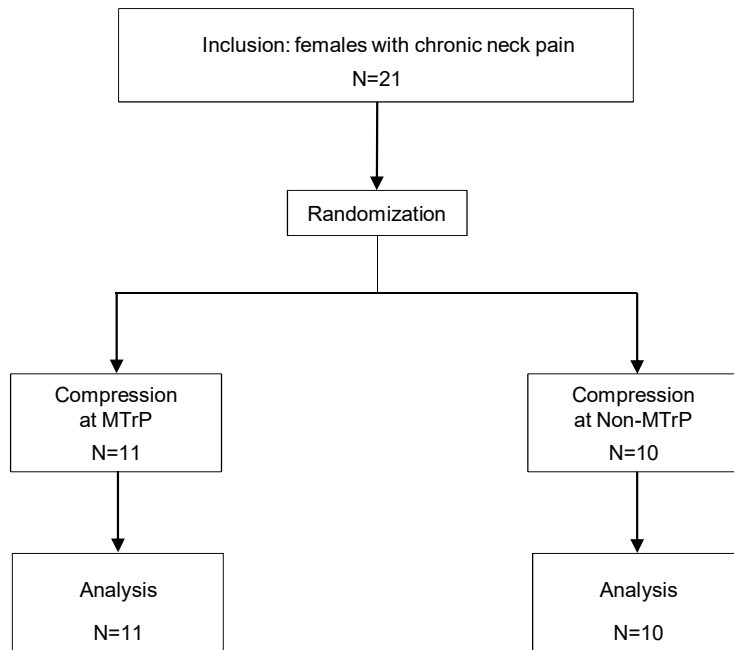 Inclusion: females with chronic neck pain
N=21
Randomization
Compression
at MTrP
N=11
Compression
at Non-MTrP
N=10
Analysis
N=11
Analysis
N=10